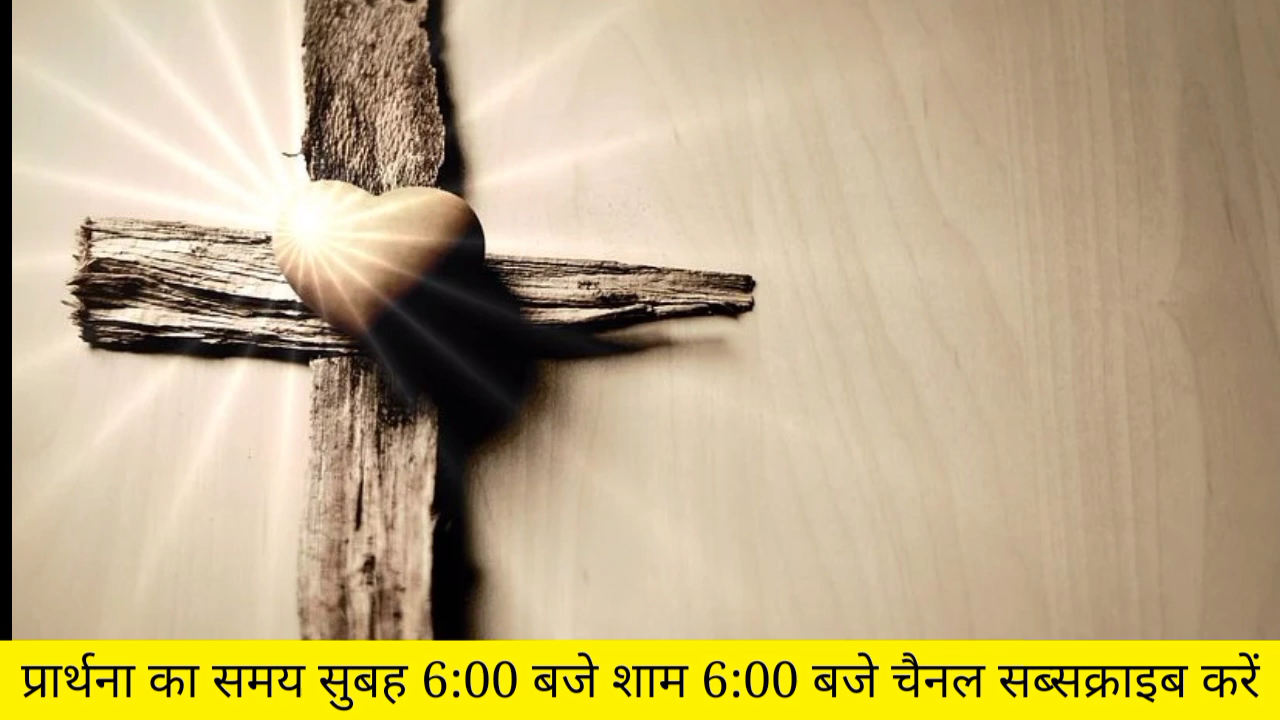 प्रार्थना का समय सुबह 6:00 बजे शाम 6:00 बजे चैनल सब्सक्राइब करें